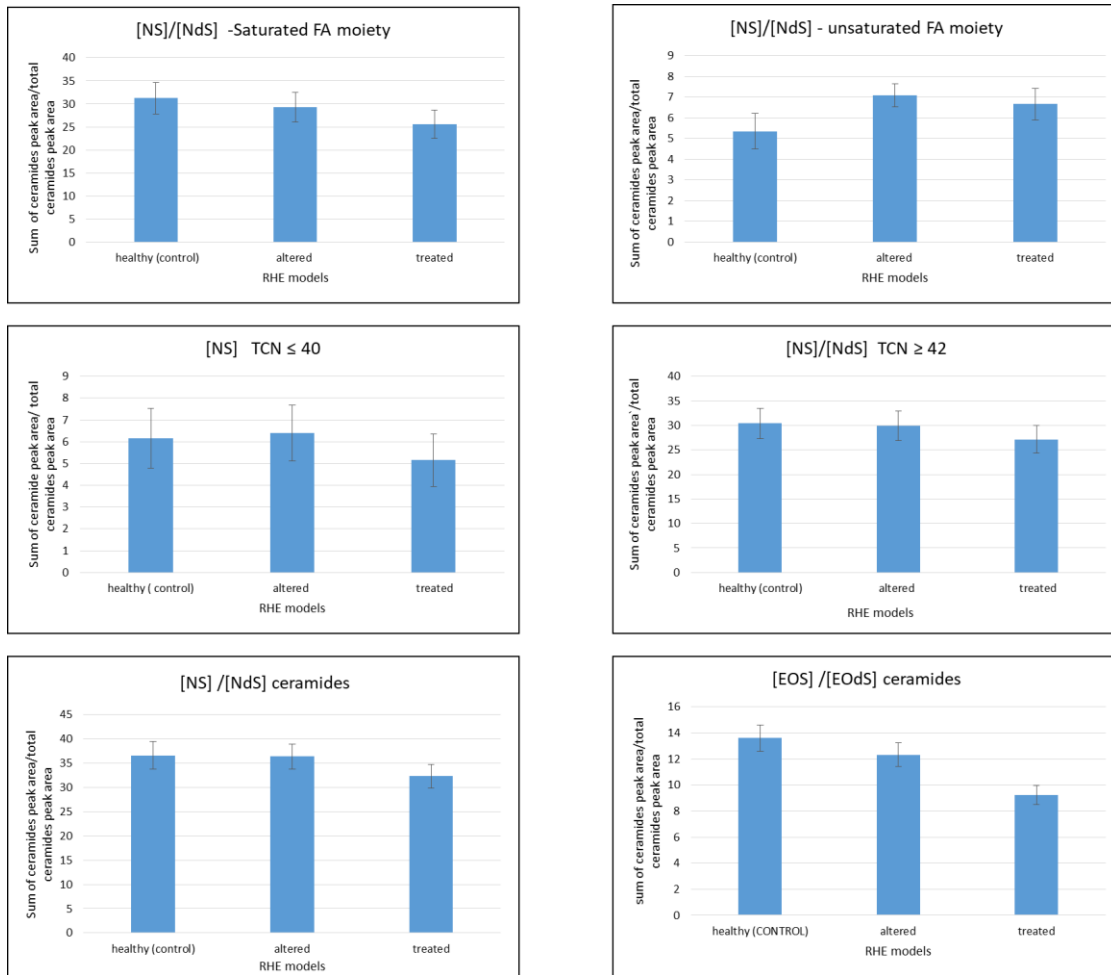 [NS]/[NdS] -Saturated FA moiety
Sum of ceramides peak area/total
ceramides peak area
40
35
30
25
20
15
10
5
0
healthy (control) altered treated
RHE models
[NS]/[NdS] - unsaturated FA moiety
Sum of ceramides peak area/total
ceramides peak area
9
8
7
6
5
4
3
2
1
0
healthy (control) altered treated
RHE models
[NS] TCN ≤ 40
Sum of ceramide peak area/ total
ceramides peak area
9
8
7
6
5
4
3
2
1
0
healthy ( control) altered treated
RHE models
[NS]/[NdS] TCN ≥ 42
Sum of ceramides peak area`/total
ceramides peak area
40
35
30
25
20
15
10
5
0
healthy (control) altered treated
RHE models
[NS] /[NdS] ceramides
Sum of ceramides peak area/total
ceramides peak area
45
40
35
30
25
20
15
10
5
0
healthy (control) altered treated
RHE models
[EOS] /[EOdS] ceramides
sum of ceramides peak area/total
ceramides peak area
16
14
12
10
8
6
4
2
0
healthy (CONTROL) altered treated
RHE models